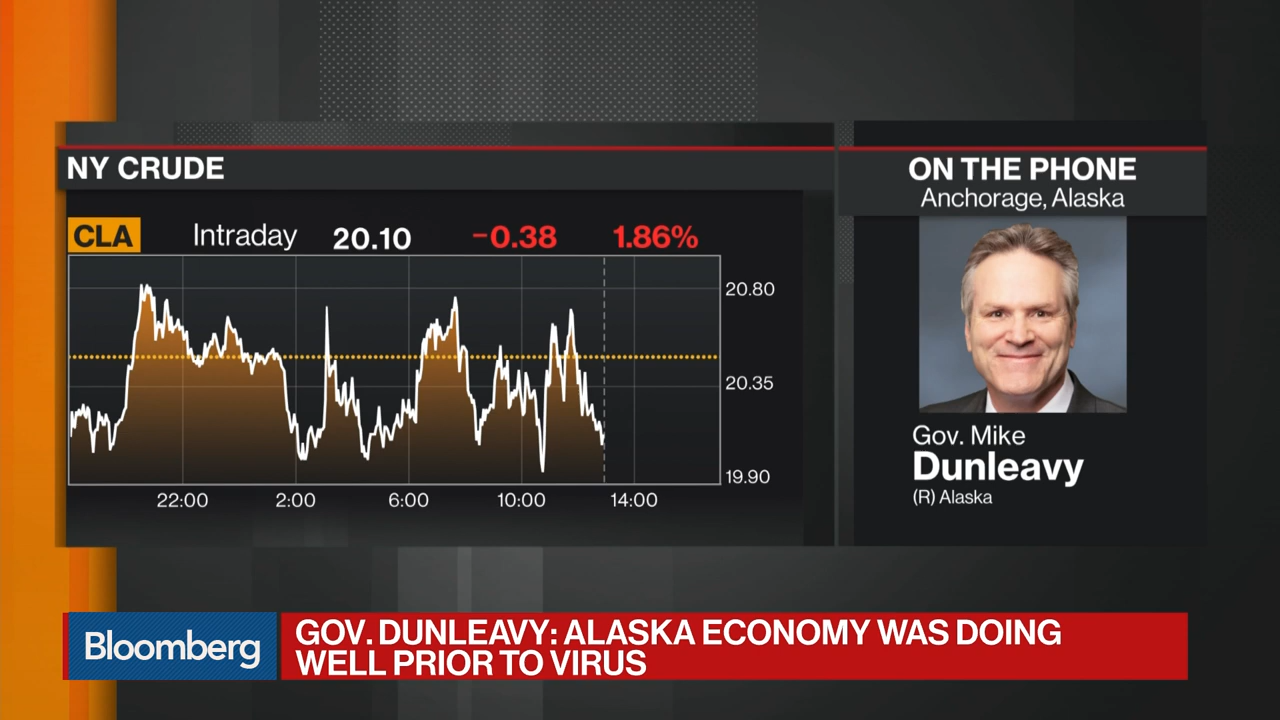 NY CRUDE
CLA Intraday 20.10 −0.38 1.86%
20.80
20.35
19.90
22:00 2:00 6:00 10:00 14:00
ON THE PHONE
Anchorage, Alaska
Gov. Mike
Dunleavy
(R) Alaska
Bloomberg
GOV. DUNLEAVY: ALASKA ECONOMY WAS DOING
WELL PRIOR TO VIRUS